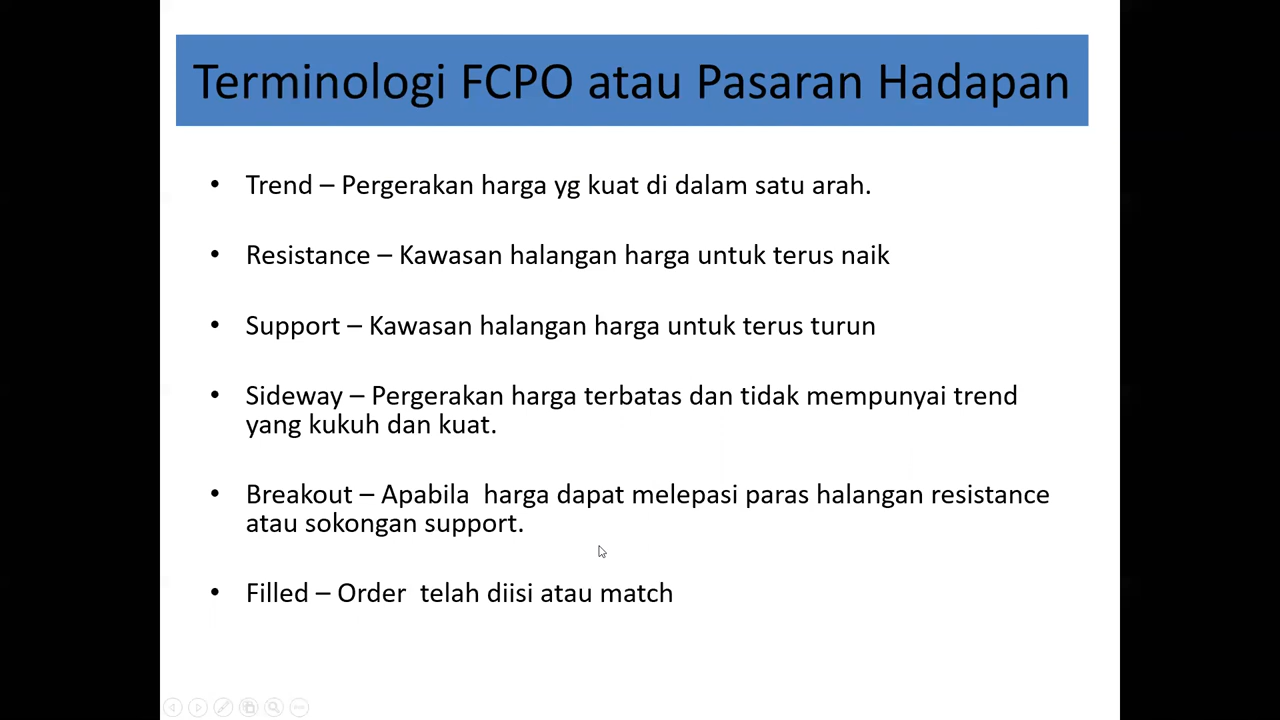 Terminologi FCPO atau Pasaran Hadapan
• Trend – Pergerakan harga yg kuat di dalam satu arah.
• Resistance – Kawasan halangan harga untuk terus naik
• Support – Kawasan halangan harga untuk terus turun
• Sideway – Pergerakan harga terbatas dan tidak mempunyai trend
yang kukuh dan kuat.
• Breakout – Apabila  harga dapat melepasi paras halangan resistance
atau sokongan support.
• Filled – Order  telah diisi atau match